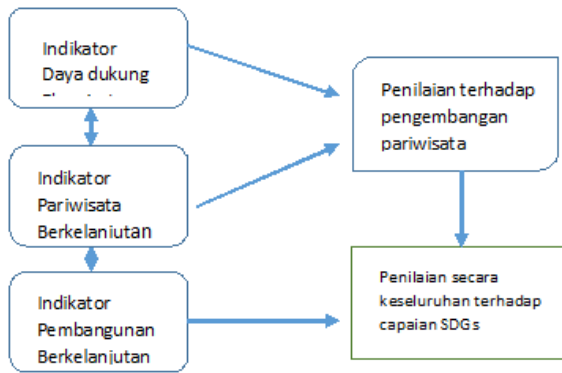 Indikator
Daya dukung
Indikator
Pariwisata
Berkelanjutan
Indikator
Pembangunan
Berkelanjutan
Penilaian terhadap
pengembangan
pariwisata
Penilaian secara
keseluruhan terhadap
capaian SDGs